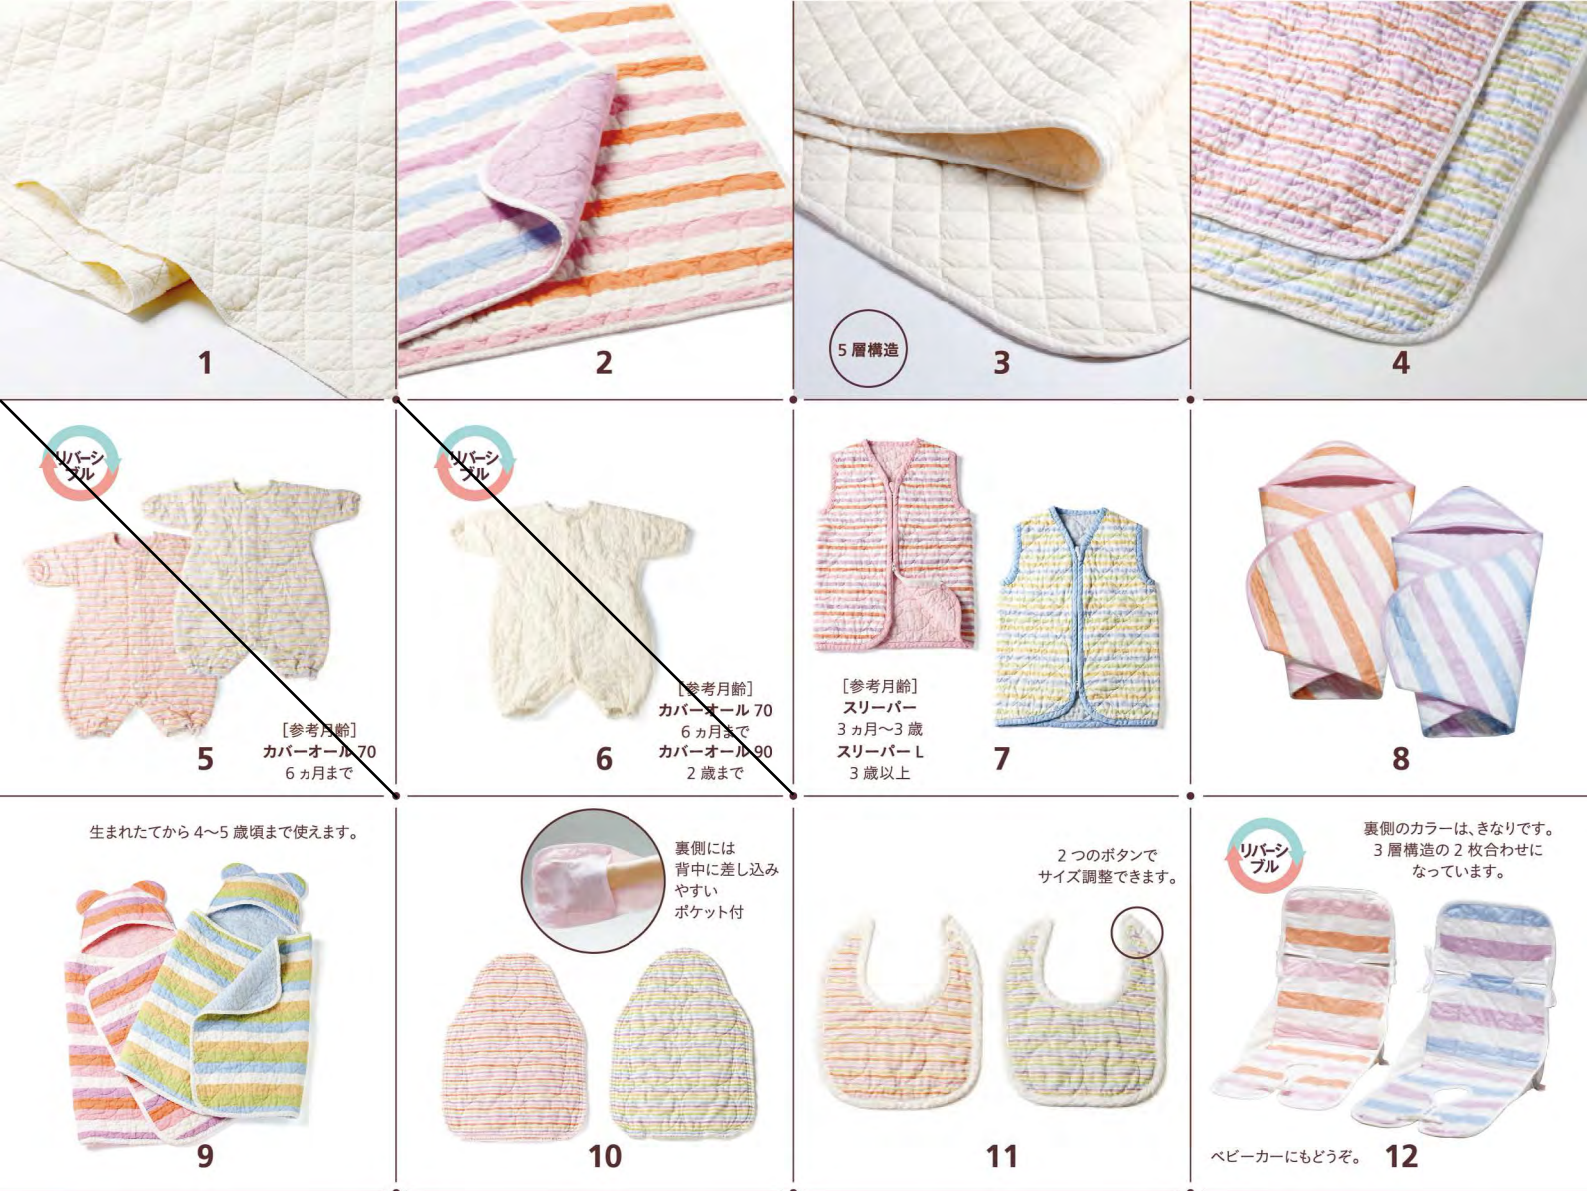 1
2
5 層構造
3
4
リバーシ
ブル
5
［参考月齢］
カバーオール 70
6 ヵ月まで
リバーシ
ブル
6
［参考月齢］
カバーオール 70
6 ヵ月まで
カバーオール 90
2 歳まで
［参考月齢］
スリーパー
3 ヵ月〜3 歳
スリーパー L
3 歳以上
7
8
生まれたてから 4〜5 歳頃まで使えます。
9
裏側には
背中に差し込み
やすい
ポケット付
10
2 つのボタンで
サイズ調整できます。
11
リバーシ
ブル
裏側のカラーは、きなりです。
3 層構造の 2 枚合わせに
なっています。
ベビーカーにもどうぞ。
12